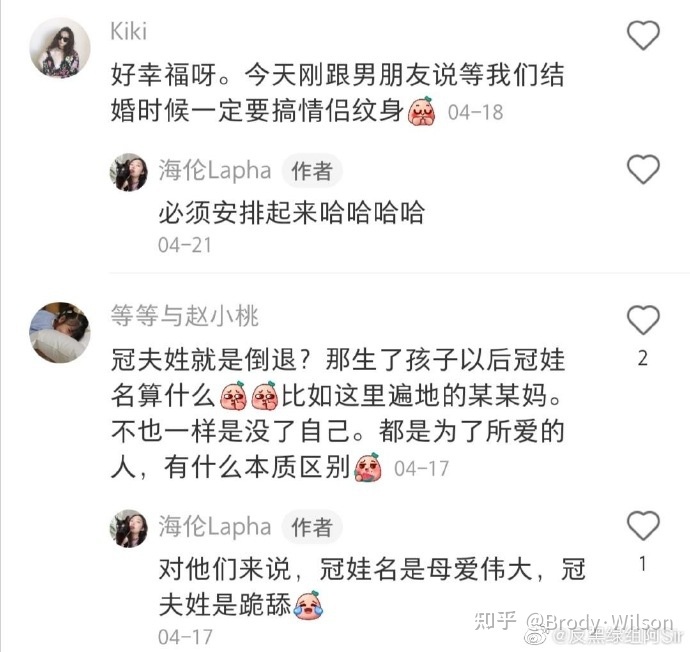 Kiki
好幸福呀。今天刚跟男朋友说等我们结
婚时候一定要搞情侣纹身 04-18
海伦Lapha 作者
必须安排起来哈哈哈哈
04-21
等等与赵小桃
冠夫姓就是倒退？那生了孩子以后冠娃
名算什么 比如这里遍地的某某妈。
不也一样是没了自己。都是为了所爱的
人，有什么本质区别 04-17
2
海伦Lapha 作者
对他们来说，冠娃名是母爱伟大，冠
夫姓是跪舔
04-17
1
知乎 @Brody·Wilson
@反黑绿组阿Sir